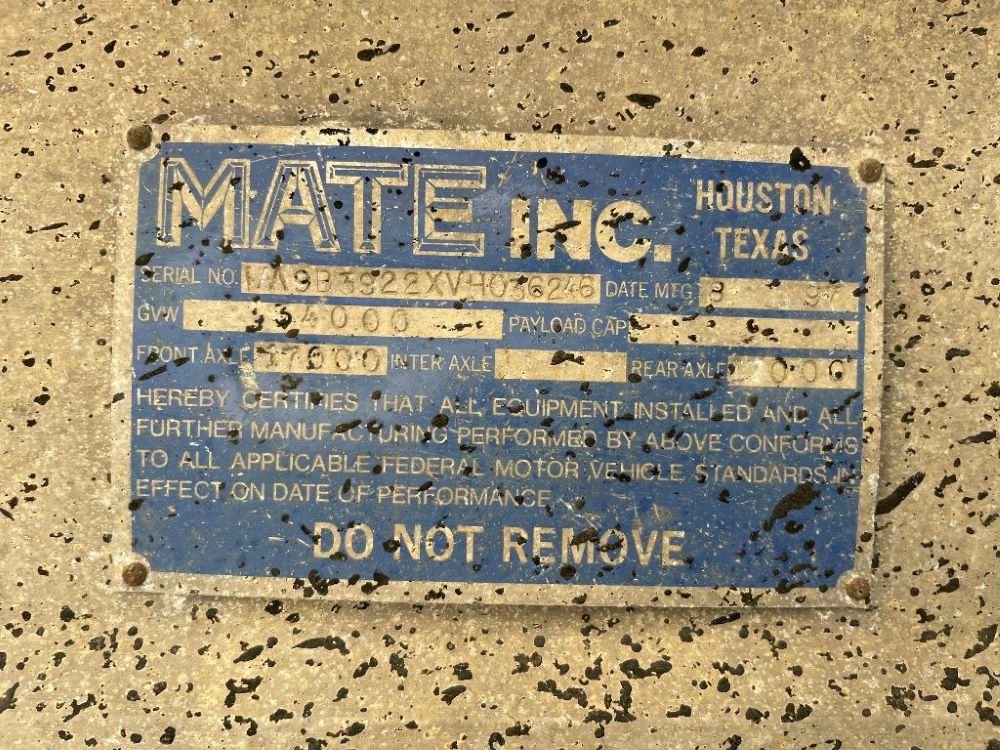 MATE INC. HOUSTON TEXAS
SERIAL NO. DATE MFG
GVW PAYLOAD CAP
FRONT AXLE INTER AXLE REAR AXLE
HEREBY CERTIFIES THAT ALL EQUIPMENT INSTALLED AND ALL
FURTHER MANUFACTURING PERFORMED BY ABOVE CONFORMS
TO ALL APPLICABLE FEDERAL MOTOR VEHICLE STANDARDS IN
EFFECT ON DATE OF PERFORMANCE
DO NOT REMOVE